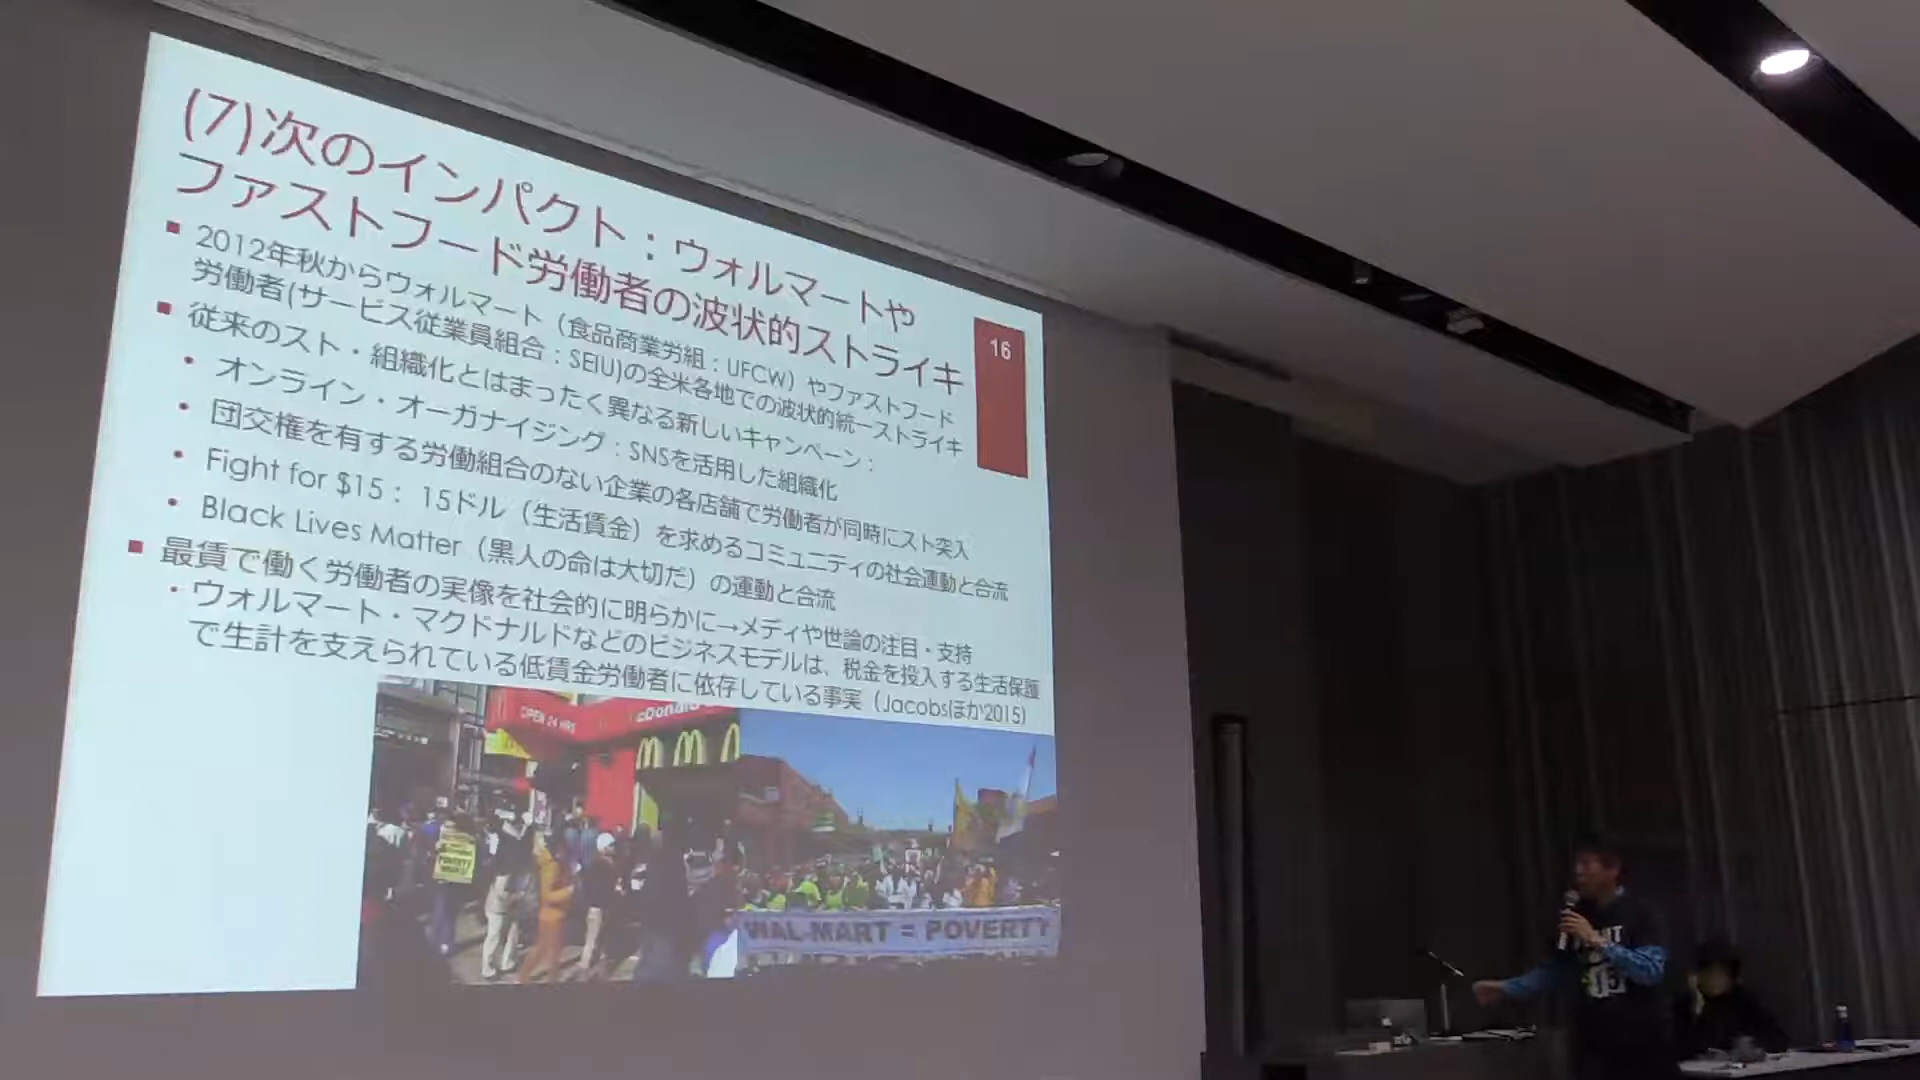 (7)次のインパクト：ウォルマートや
ファストフード労働者の波状的ストライキ
16
▪ 2012年秋からウォルマート（食品商業労組：UFCW）やファストフード
労働者(サービス従業員組合：SEIU)の全米各地での波状的統一ストライキ
▪ 従来のスト・組織化とはまったく異なる新しいキャンペーン：
• オンライン・オーガナイジング：SNSを活用した組織化
• 団交権を有する労働組合のない企業の各店舗で労働者が同時にスト突入
• Fight for $15： 15ドル（生活賃金）を求めるコミュニティの社会運動と合流
• Black Lives Matter（黒人の命は大切だ）の運動と合流
▪ 最賃で働く労働者の実像を社会的に明らかに→メディや世論の注目・支持
• ウォルマート・マクドナルドなどのビジネスモデルは、税金を投入する生活保護
で生計を支えられている低賃金労働者に依存している事実（Jacobsほか2015）
OPEN 24 HRS
POVERTY
WAL-MART = POVERTY